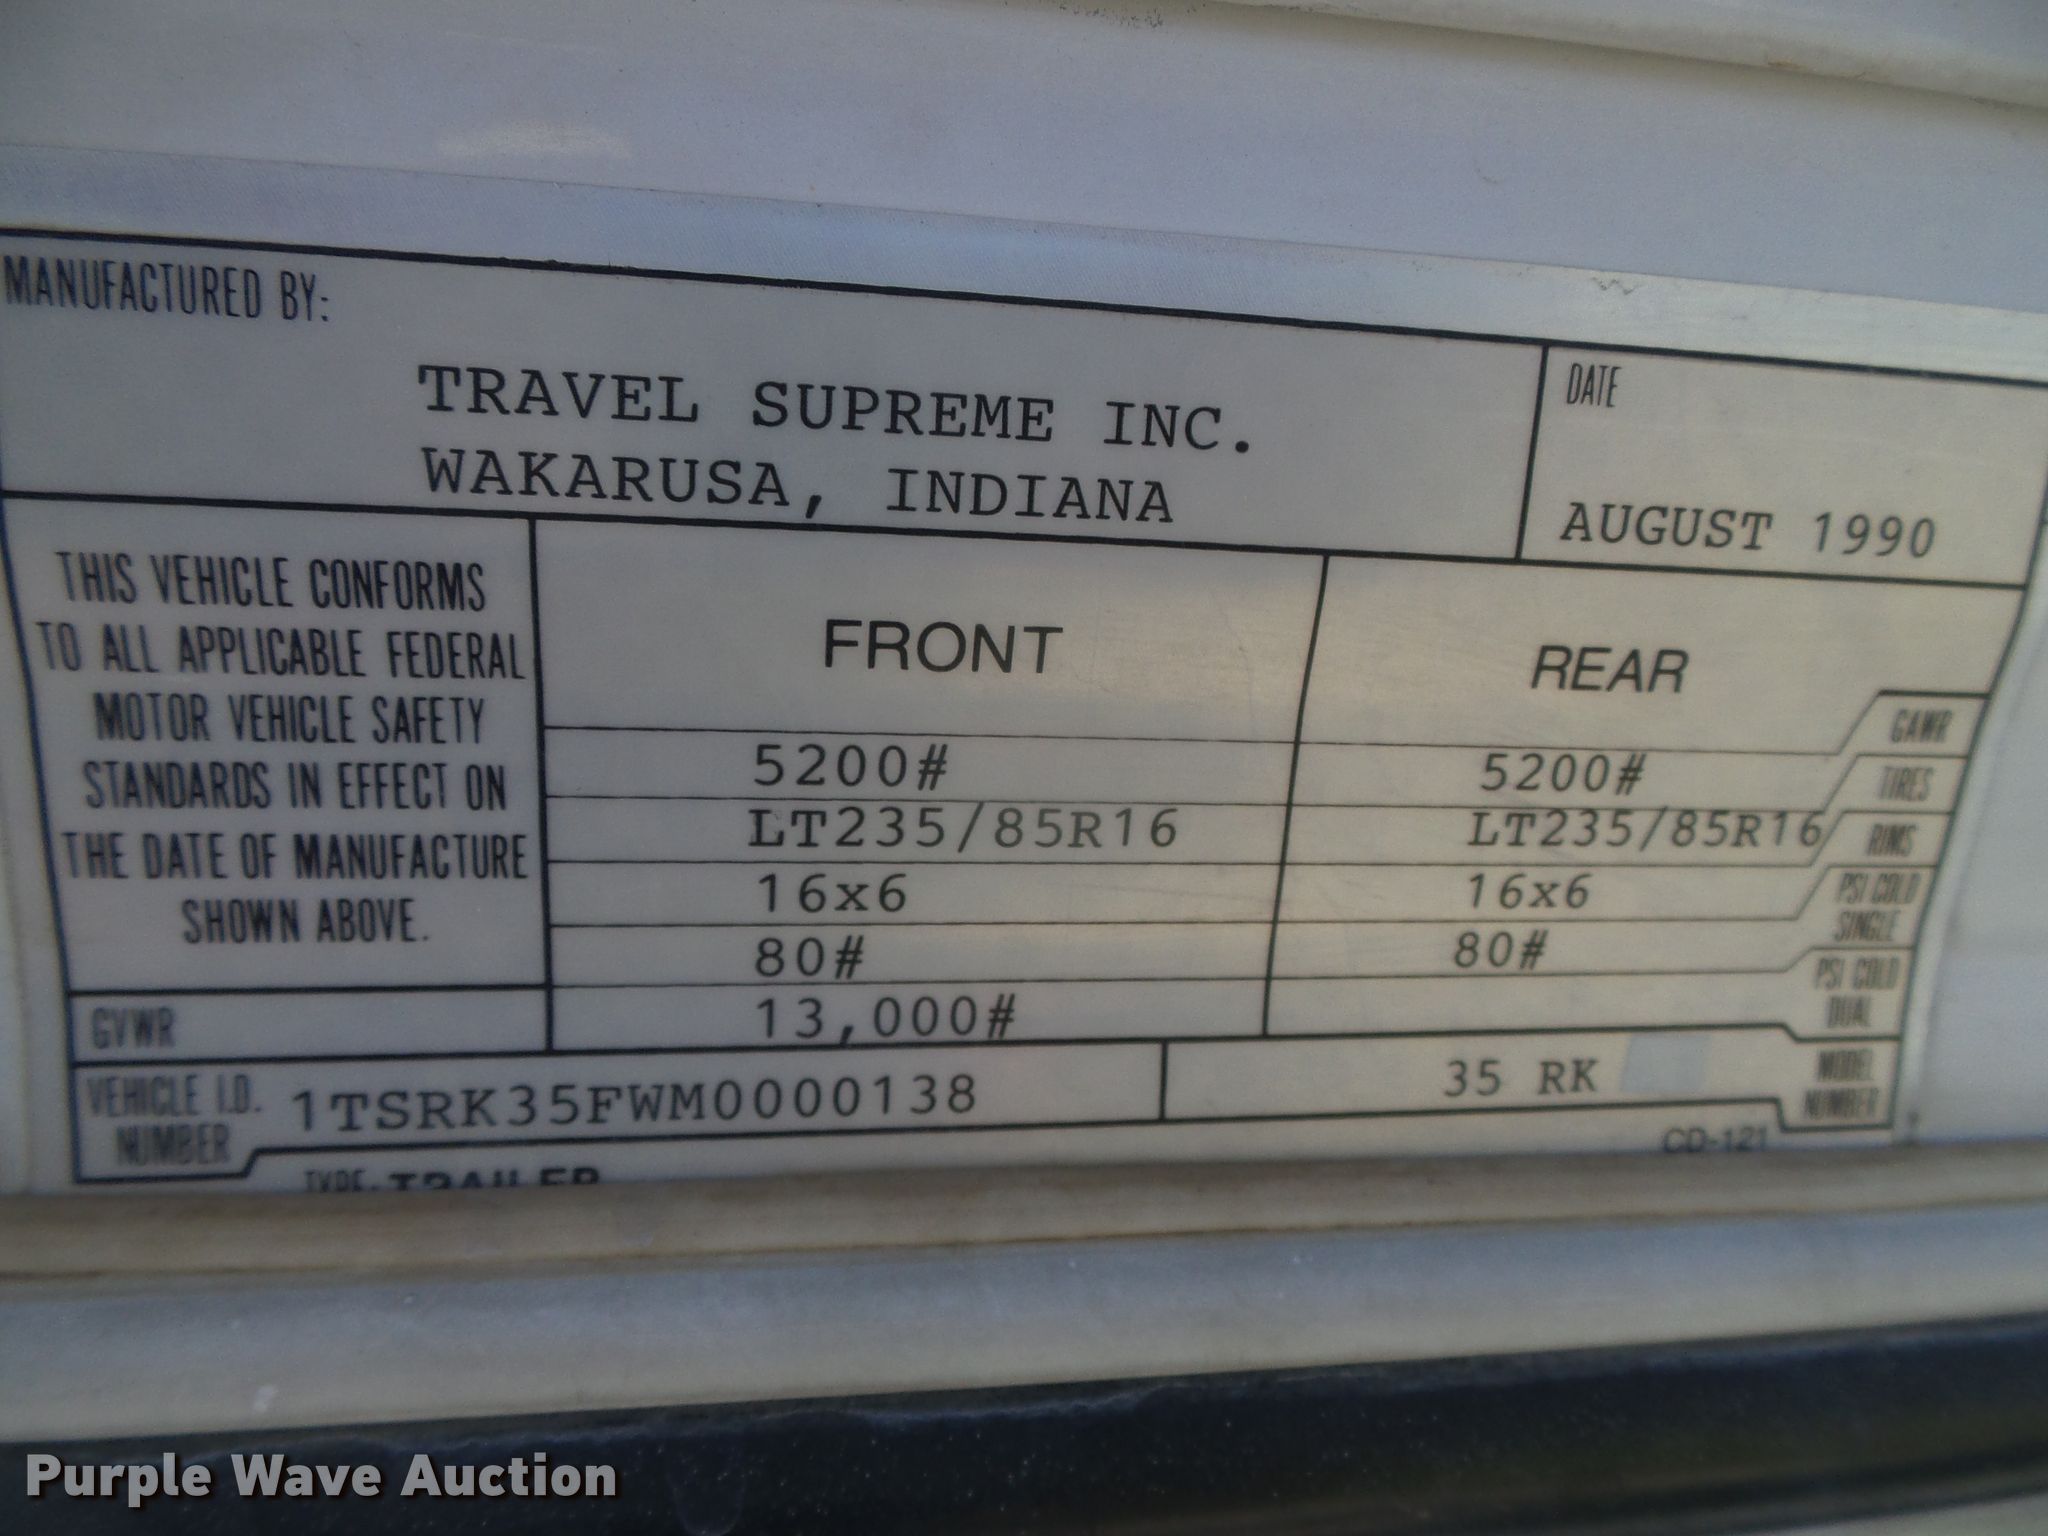 MANUFACTURED BY:
TRAVEL SUPREME INC.
WAKARUSA, INDIANA
DATE
AUGUST 1990
THIS VEHICLE CONFORMS
TO ALL APPLICABLE FEDERAL
MOTOR VEHICLE SAFETY
STANDARDS IN EFFECT ON
THE DATE OF MANUFACTURE
SHOWN ABOVE.
FRONT
REAR
5200#
5200#
GAWR
LT235/85R16
LT235/85R16
TIRES
16x6
16x6
RIMS
80#
80#
PSI COLD
SINGLE
PSI COLD
DUAL
GVWR
13,000#
VEHICLE I.D.
NUMBER
1TSRK35FWM0000138
35 RK
MODEL
NUMBER
TYPE: TRAILER
CD-121
Purple Wave Auction